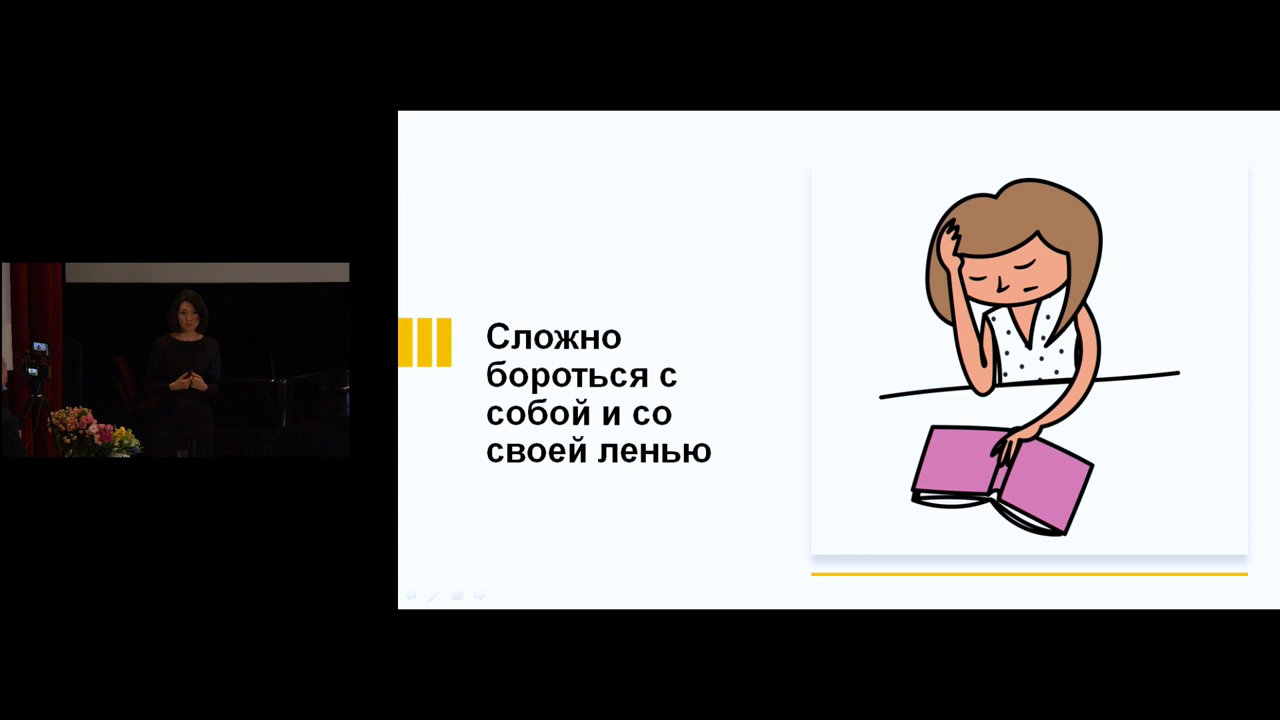 Сложно
бороться с
собой и со
своей ленью